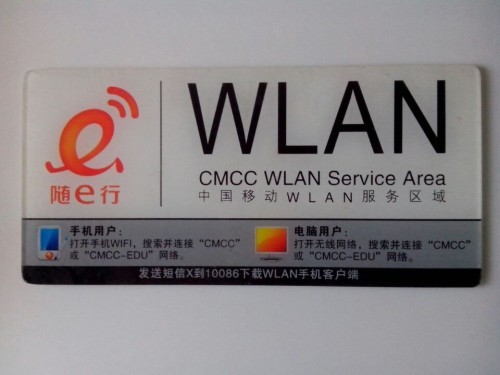 随e行
WLAN
CMCC WLAN Service Area
中国移动WLAN服务区域
手机用户：
打开手机WIFI，搜索并连接“CMCC”
或“CMCC-EDU”网络。
电脑用户：
打开无线网络，搜索并连接“CMCC”
或“CMCC-EDU”网络。
发送短信X到10086下载WLAN手机客户端